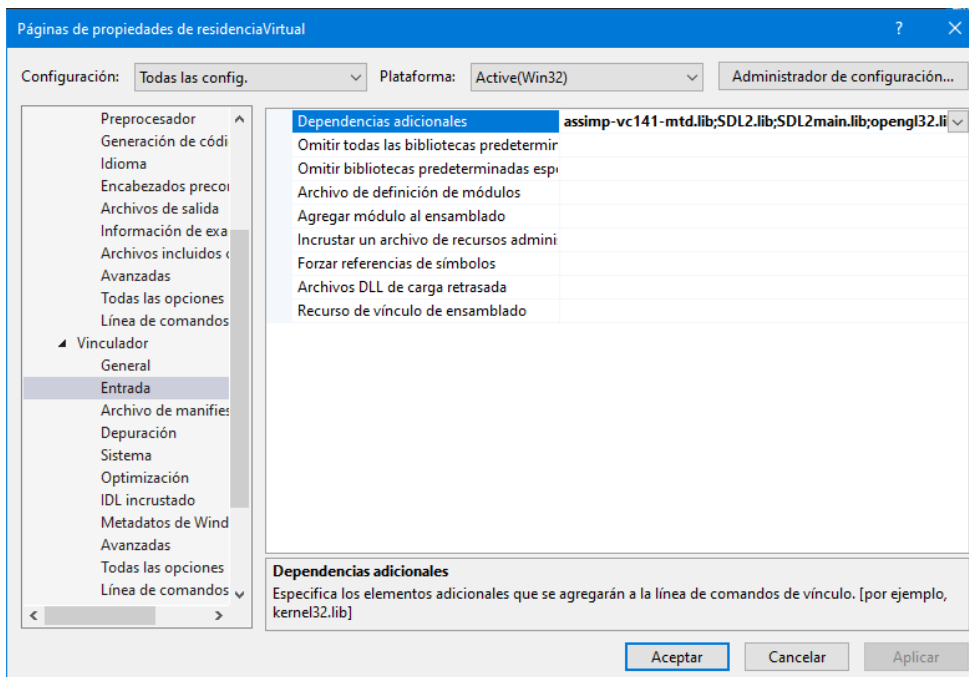 Páginas de propiedades de residenciaVirtual
?
Configuración: Todas las config. Plataforma: Active(Win32) Administrador de configuración...
Preprocesador
Generación de códi
Idioma
Encabezados precor
Archivos de salida
Información de exa
Archivos incluidos
Avanzadas
Todas las opciones
Línea de comandos
Vinculador
General
Entrada
Archivo de manifies
Depuración
Sistema
Optimización
IDL incrustado
Metadatos de Wind
Avanzadas
Todas las opciones
Línea de comandos
Dependencias adicionales assimp-vc141-mtd.lib;SDL2.lib;SDL2main.lib;opengl32.li
Omitir todas las bibliotecas predetermin
Omitir bibliotecas predeterminadas espe
Archivo de definición de módulos
Agregar módulo al ensamblado
Incrustar un archivo de recursos adminis
Forzar referencias de símbolos
Archivos DLL de carga retrasada
Recurso de vínculo de ensamblado
Dependencias adicionales
Especifica los elementos adicionales que se agregarán a la línea de comandos de vínculo. [por ejemplo,
kernel32.lib]
Aceptar Cancelar Aplicar